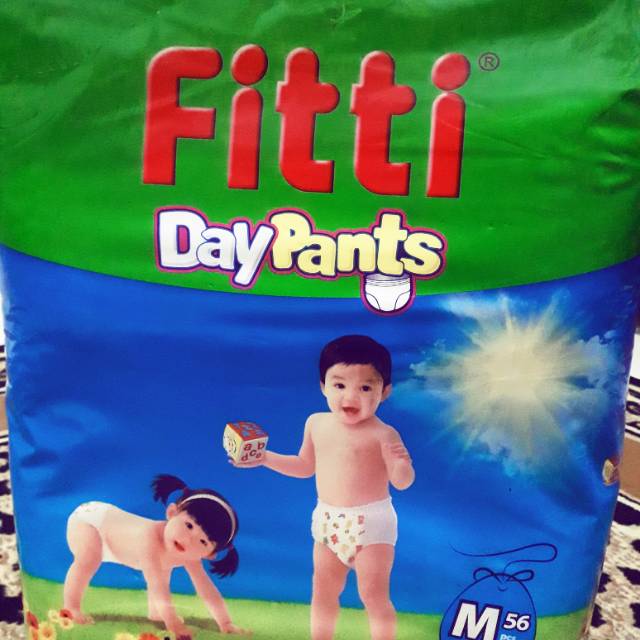 Fitti®
DayPants
a b
d c e
M 56
PCS